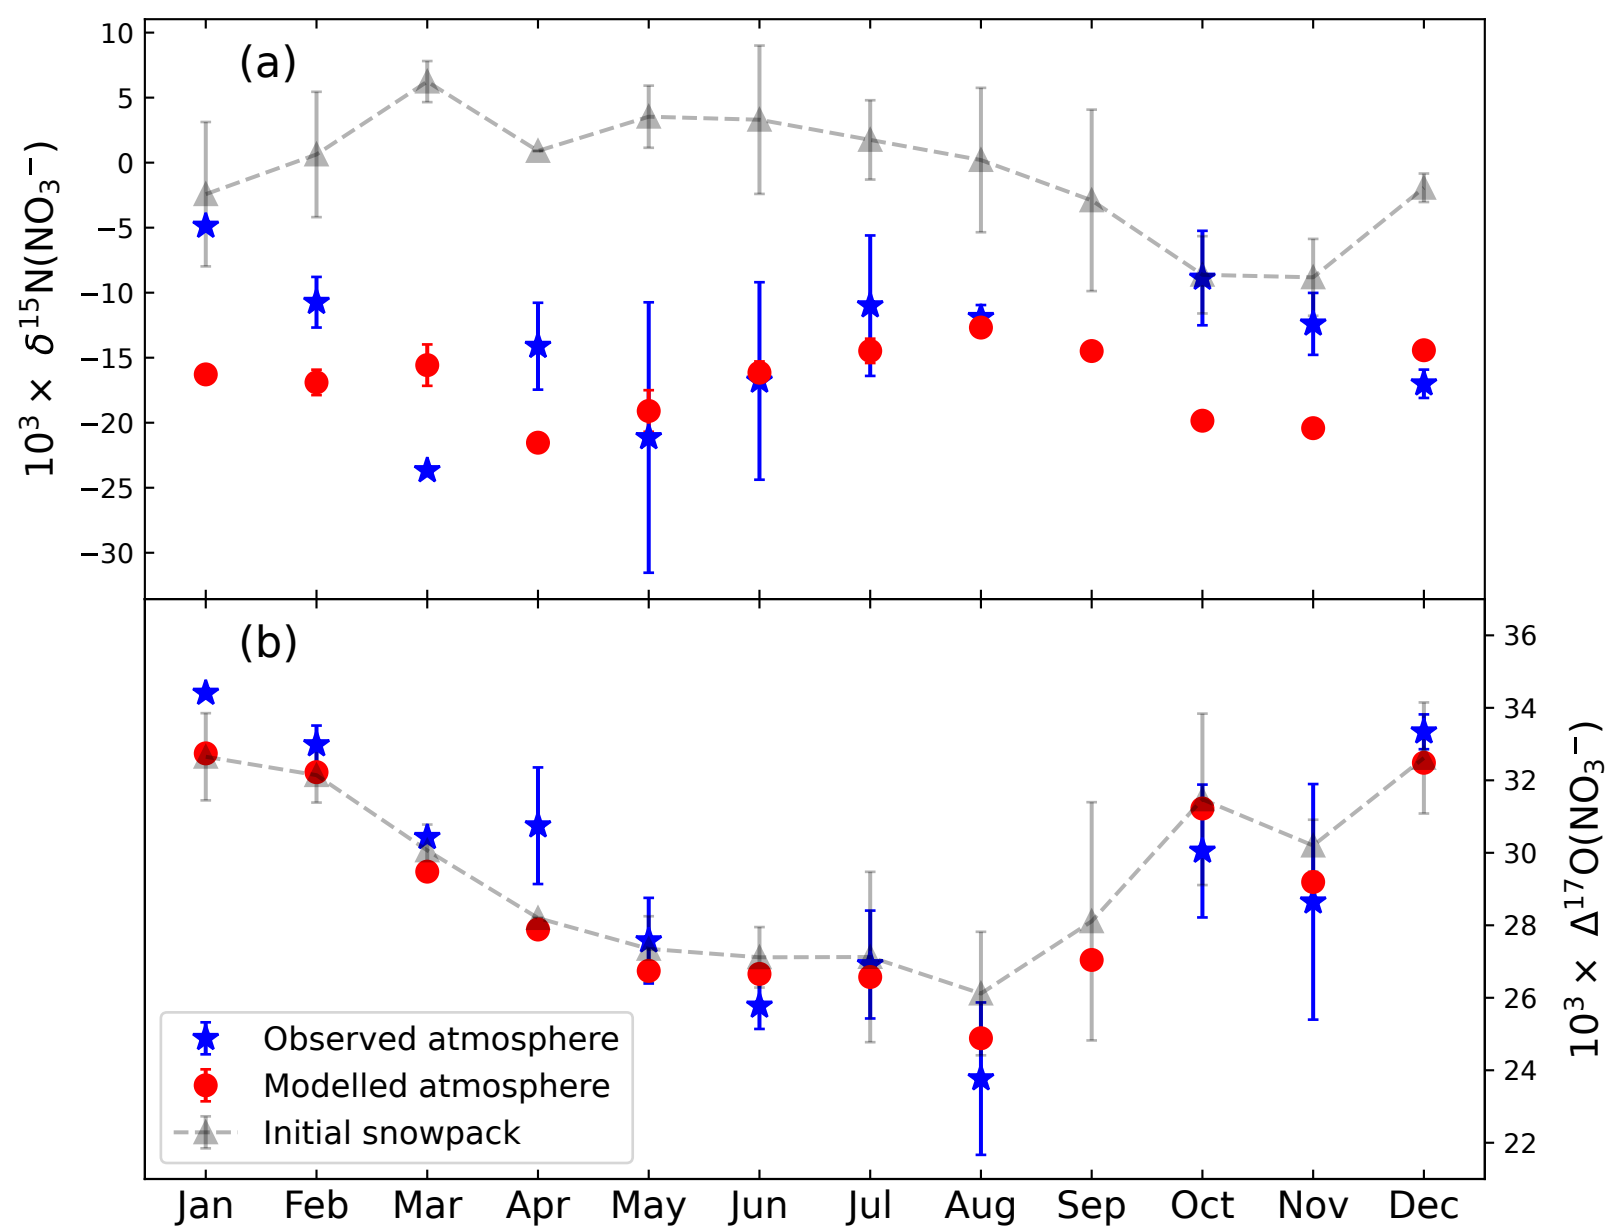 (a)
10
5
0
−5
−10
−15
−20
−25
−30
10³ × δ¹⁵N(NO₃⁻)
(b)
36
34
32
30
28
26
24
22
10³ × Δ¹⁷O(NO₃⁻)
Observed atmosphere
Modelled atmosphere
Initial snowpack
Jan Feb Mar Apr May Jun Jul Aug Sep Oct Nov Dec